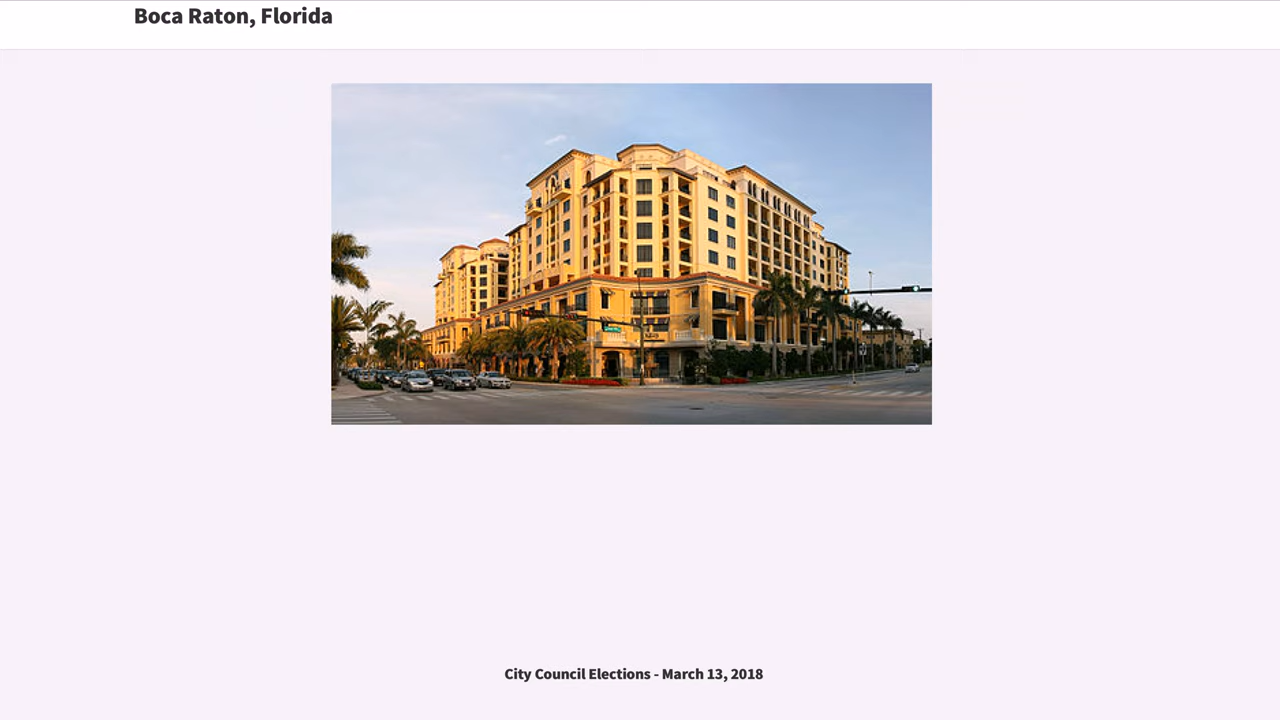 Boca Raton, Florida
City Council Elections - March 13, 2018